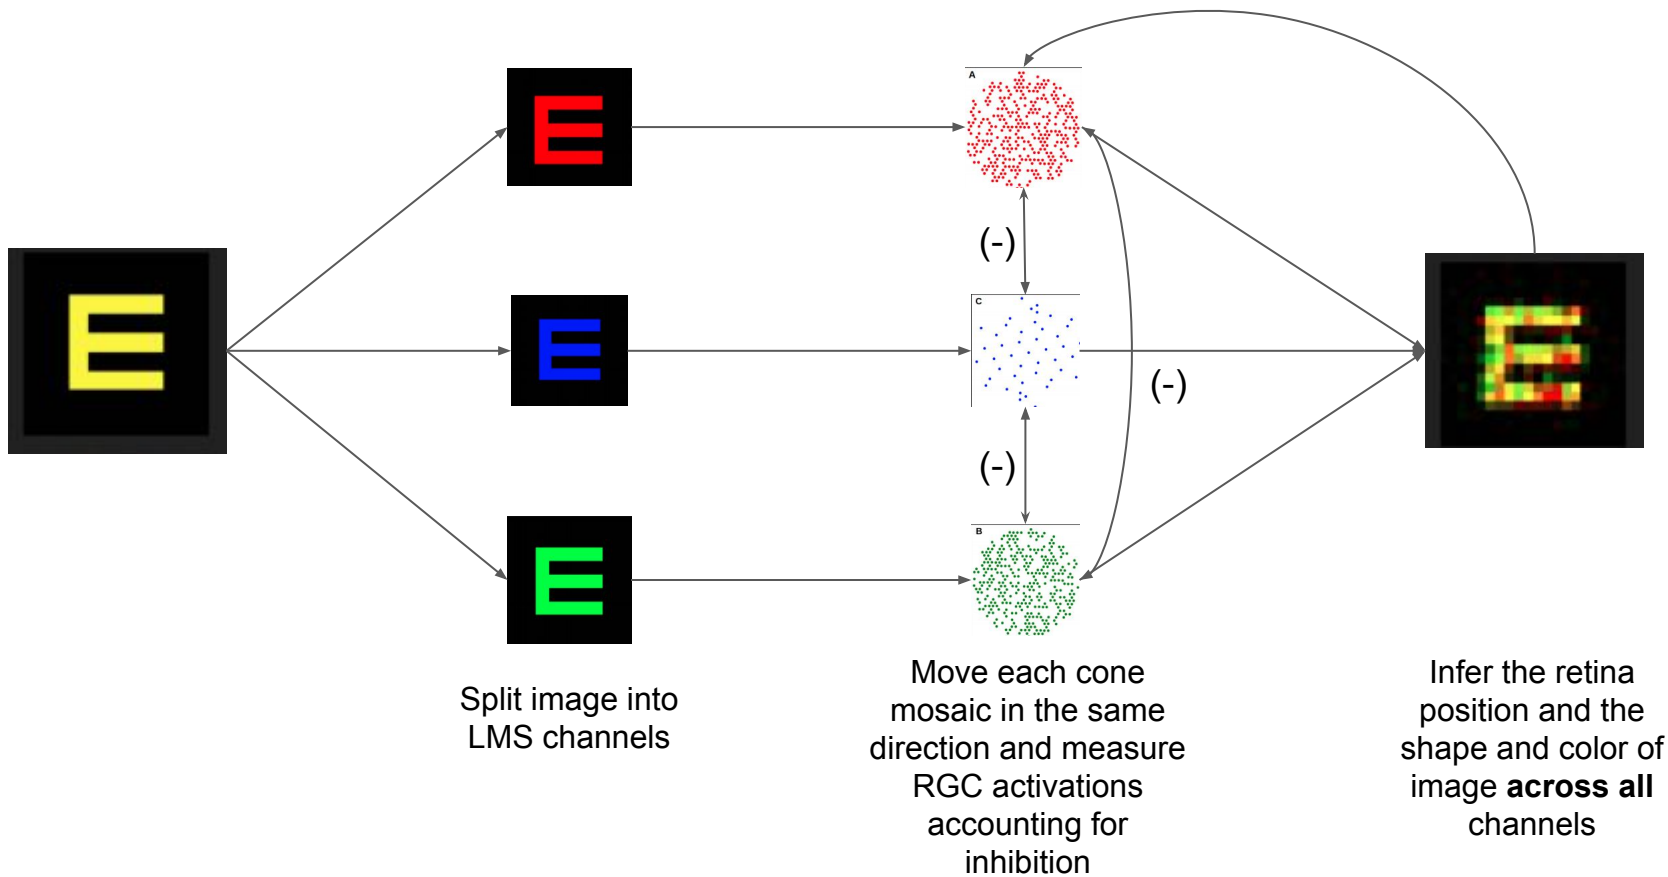 A
(-)
C
(-)
(-)
B
Split image into
LMS channels
Move each cone
mosaic in the same
direction and measure
RGC activations
accounting for
inhibition
Infer the retina
position and the
shape and color of
image across all
channels